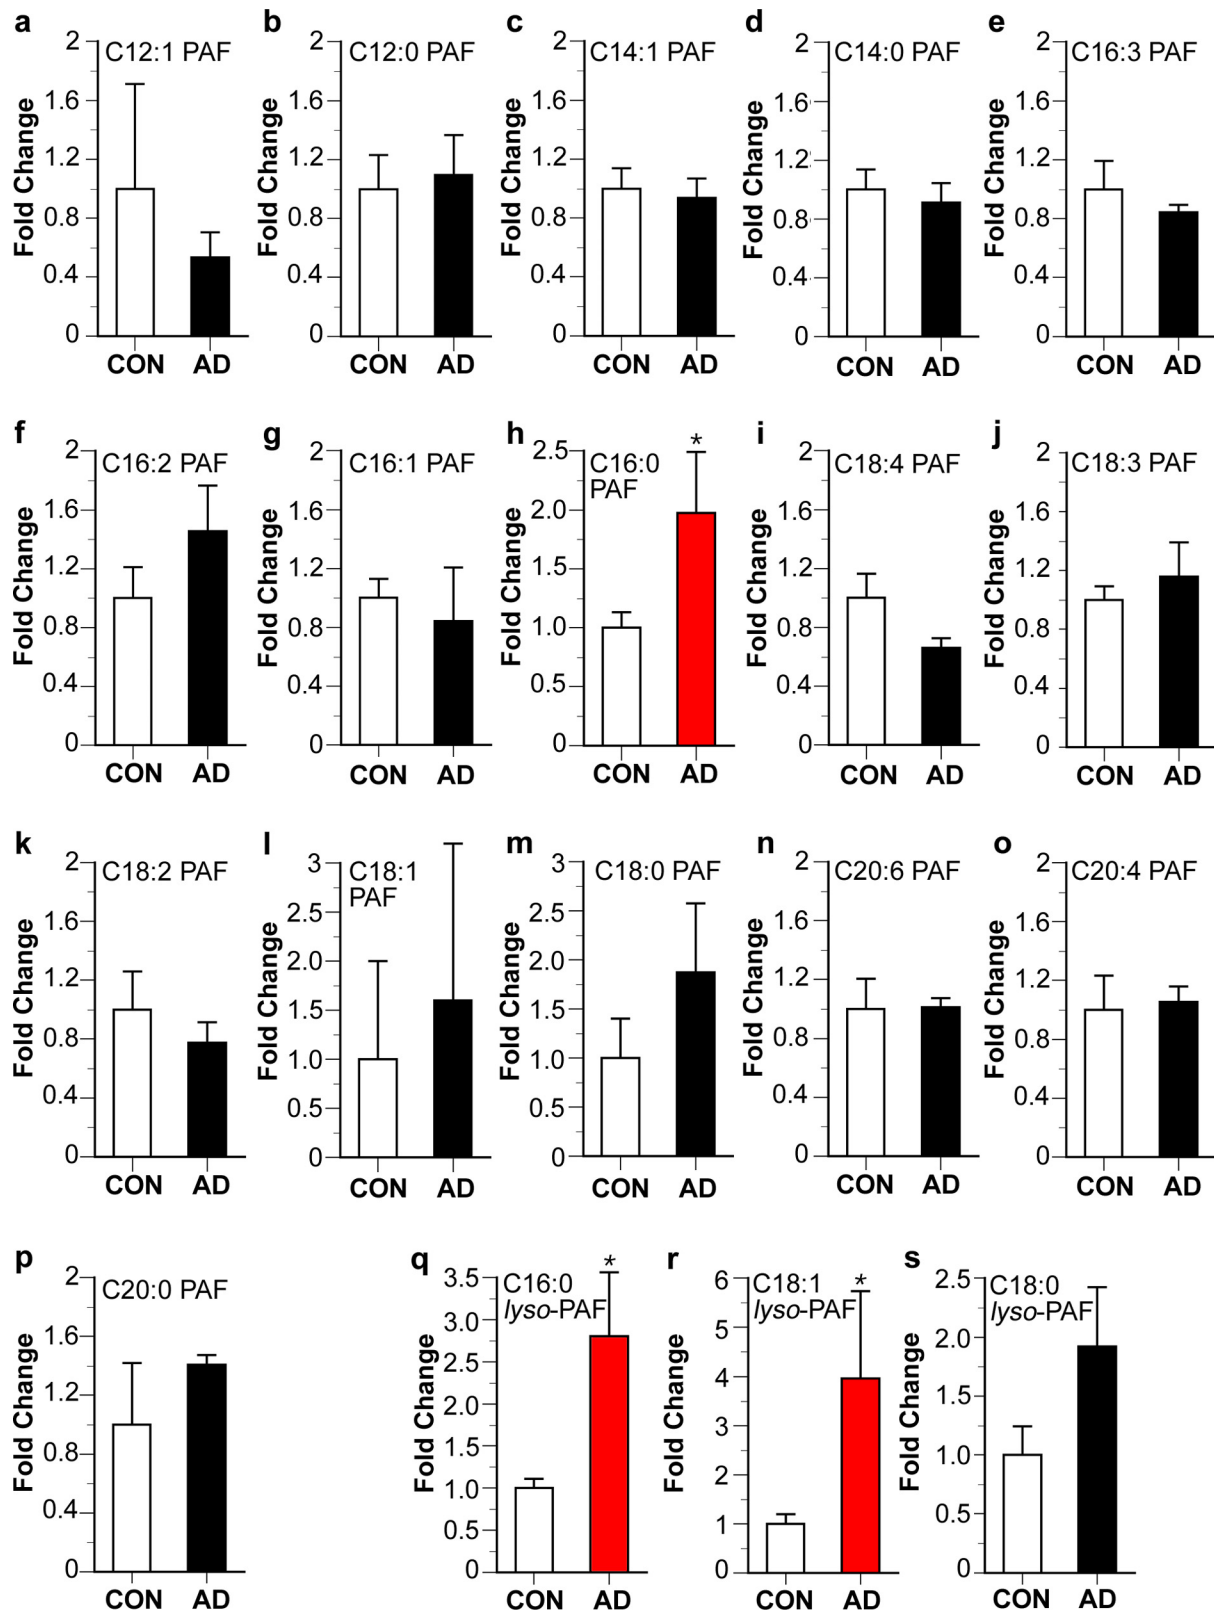 a
C12:1 PAF
Fold Change
2
1.6
1.2
0.8
0.4
0
CON AD
b
C12:0 PAF
Fold Change
2
1.6
1.2
0.8
0.4
0
CON AD
c
C14:1 PAF
Fold Change
2
1.6
1.2
0.8
0.4
0
CON AD
d
C14:0 PAF
Fold Change
2
1.6
1.2
0.8
0.4
0
CON AD
e
C16:3 PAF
Fold Change
2
1.6
1.2
0.8
0.4
0
CON AD
f
C16:2 PAF
Fold Change
2
1.6
1.2
0.8
0.4
0
CON AD
g
C16:1 PAF
Fold Change
2
1.6
1.2
0.8
0.4
0
CON AD
h
C16:0
PAF
*
Fold Change
2.5
2.0
1.5
1.0
0.5
0
CON AD
i
C18:4 PAF
Fold Change
2
1.6
1.2
0.8
0.4
0
CON AD
j
C18:3 PAF
Fold Change
2
1.6
1.2
0.8
0.4
0
CON AD
k
C18:2 PAF
Fold Change
2
1.6
1.2
0.8
0.4
0
CON AD
l
C18:1
PAF
Fold Change
3
2.5
2.0
1.5
1.0
0.5
0
CON AD
m
C18:0 PAF
Fold Change
3
2.5
2.0
1.5
1.0
0.5
0
CON AD
n
C20:6 PAF
Fold Change
2
1.6
1.2
0.8
0.4
0
CON AD
o
C20:4 PAF
Fold Change
2
1.6
1.2
0.8
0.4
0
CON AD
p
C20:0 PAF
Fold Change
2
1.6
1.2
0.8
0.4
0
CON AD
q
C16:0
lyso-PAF
*
Fold Change
3.5
3.0
2.5
2.0
1.5
1.0
0.5
0
CON AD
r
C18:1
lyso-PAF
*
Fold Change
6
5
4
3
2
1
0
CON AD
s
C18:0
lyso-PAF
Fold Change
2.5
2.0
1.5
1.0
0.5
0
CON AD